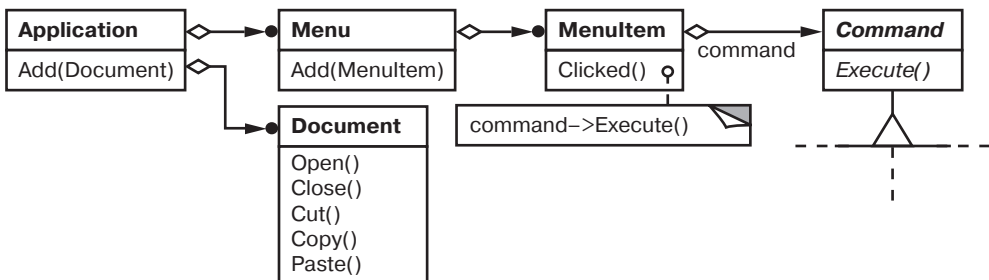 Application
Add(Document)
Menu
Add(MenuItem)
MenuItem
Clicked()
command
Command
Execute()
command–>Execute()
Document
Open()
Close()
Cut()
Copy()
Paste()